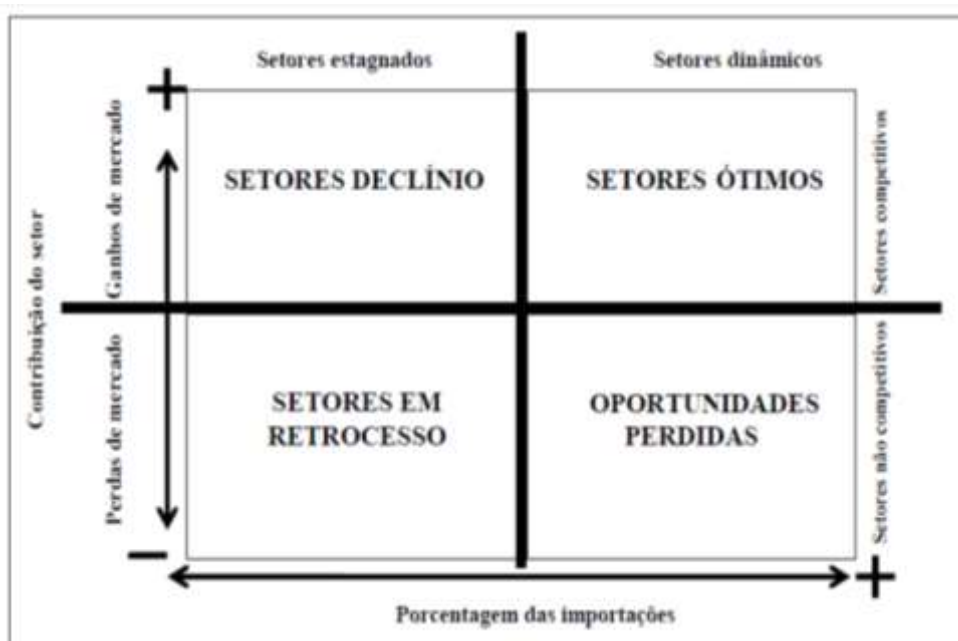 Setores estagnados
Setores dinâmicos
Contribuição do setor
Ganhos de mercado
Perdas de mercado
SETORES DECLÍNIO
SETORES ÓTIMOS
SETORES EM
RETROCESSO
OPORTUNIDADES
PERDIDAS
Setores competitivos
Setores não competitivos
Porcentagem das importações